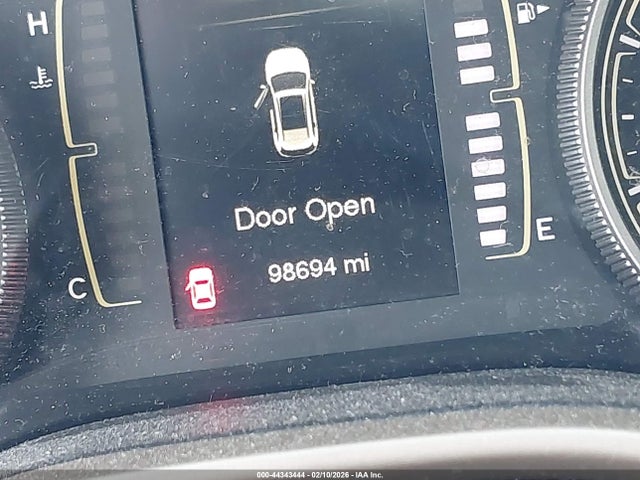 H
Door Open
E
98694 mi
C
000-44343444 - 02/10/2026 - IAA Inc.